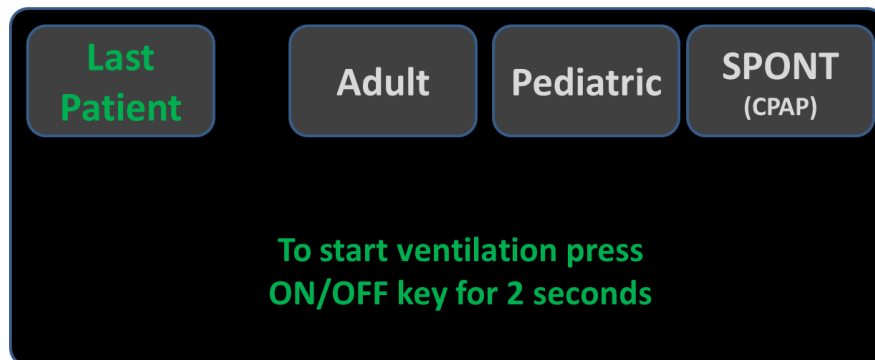 Last
Patient
Adult
Pediatric
SPONT
(CPAP)
To start ventilation press
ON/OFF key for 2 seconds